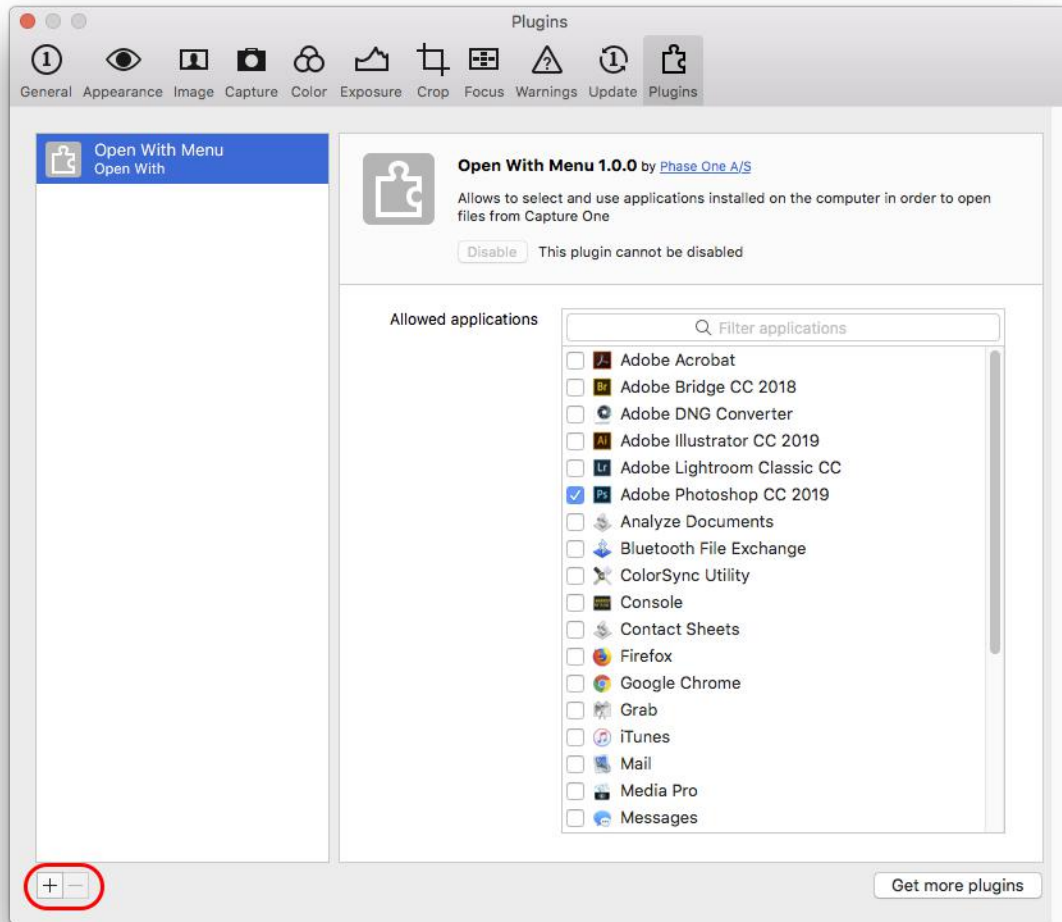 Plugins
General Appearance Image Capture Color Exposure Crop Focus Warnings Update Plugins
Open With Menu
Open With
Open With Menu 1.0.0 by Phase One A/S
Allows to select and use applications installed on the computer in order to open
files from Capture One
Disable This plugin cannot be disabled
Allowed applications
Filter applications
Adobe Acrobat
Br Adobe Bridge CC 2018
Adobe DNG Converter
Ai Adobe Illustrator CC 2019
Lr Adobe Lightroom Classic CC
Ps Adobe Photoshop CC 2019
Analyze Documents
Bluetooth File Exchange
ColorSync Utility
Console
Contact Sheets
Firefox
Google Chrome
Grab
iTunes
Mail
Media Pro
Messages
Get more plugins